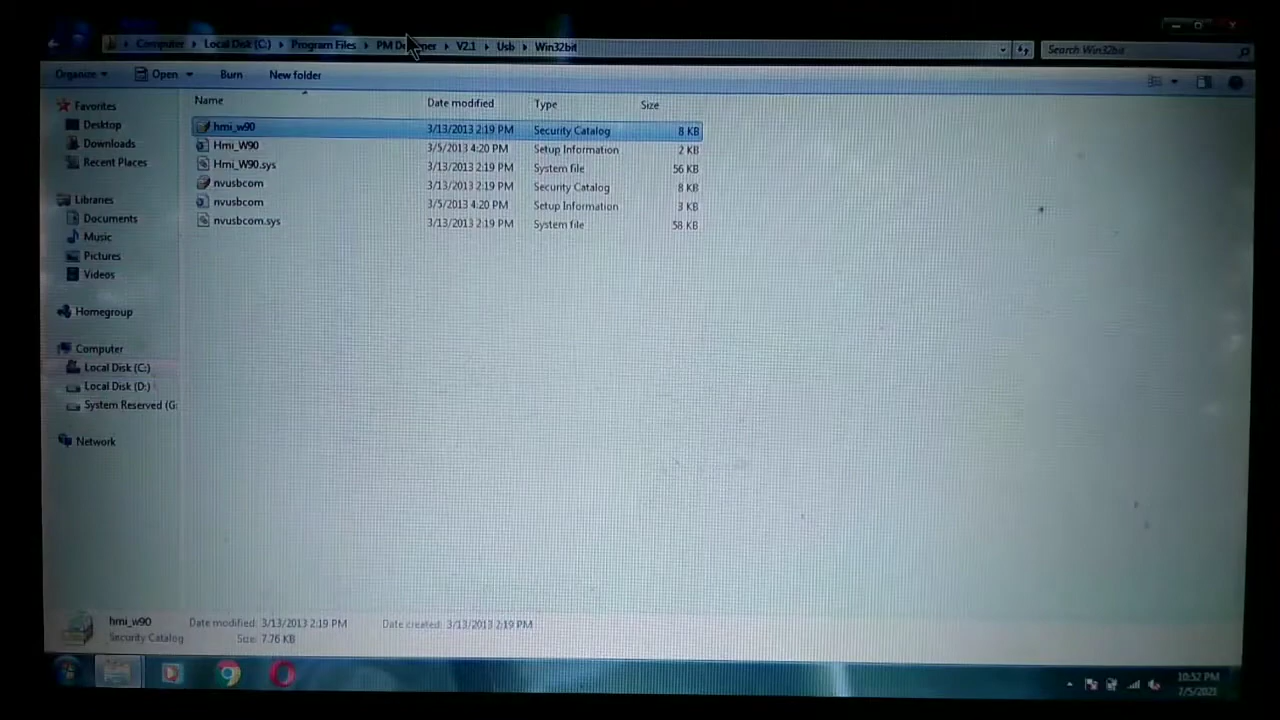 Computer Local Disk (C:) Program Files PM V2.1 Usb Win32bit Search Win32bit
Organize Open Burn New folder
Name Date modified Type Size
Favorites
Desktop
Downloads
Recent Places
Libraries
Documents
Music
Pictures
Videos
Homegroup
Computer
Local Disk (C:)
Local Disk (D:)
System Reserved (G:
Network
hmi_w90 3/13/2013 2:19 PM Security Catalog 8 KB
Hmi_W90 3/5/2013 4:20 PM Setup Information 2 KB
Hmi_W90.sys 3/13/2013 2:19 PM System file 56 KB
nvusbcom 3/13/2013 2:19 PM Security Catalog 8 KB
nvusbcom 3/5/2013 4:20 PM Setup Information 3 KB
nvusbcom.sys 3/13/2013 2:19 PM System file 58 KB
hmi_w90 Date modified: 3/13/2013 2:19 PM Date created: 3/13/2013 2:19 PM
Security Catalog Size: 7.76 KB
10:52 PM
7/5/2021